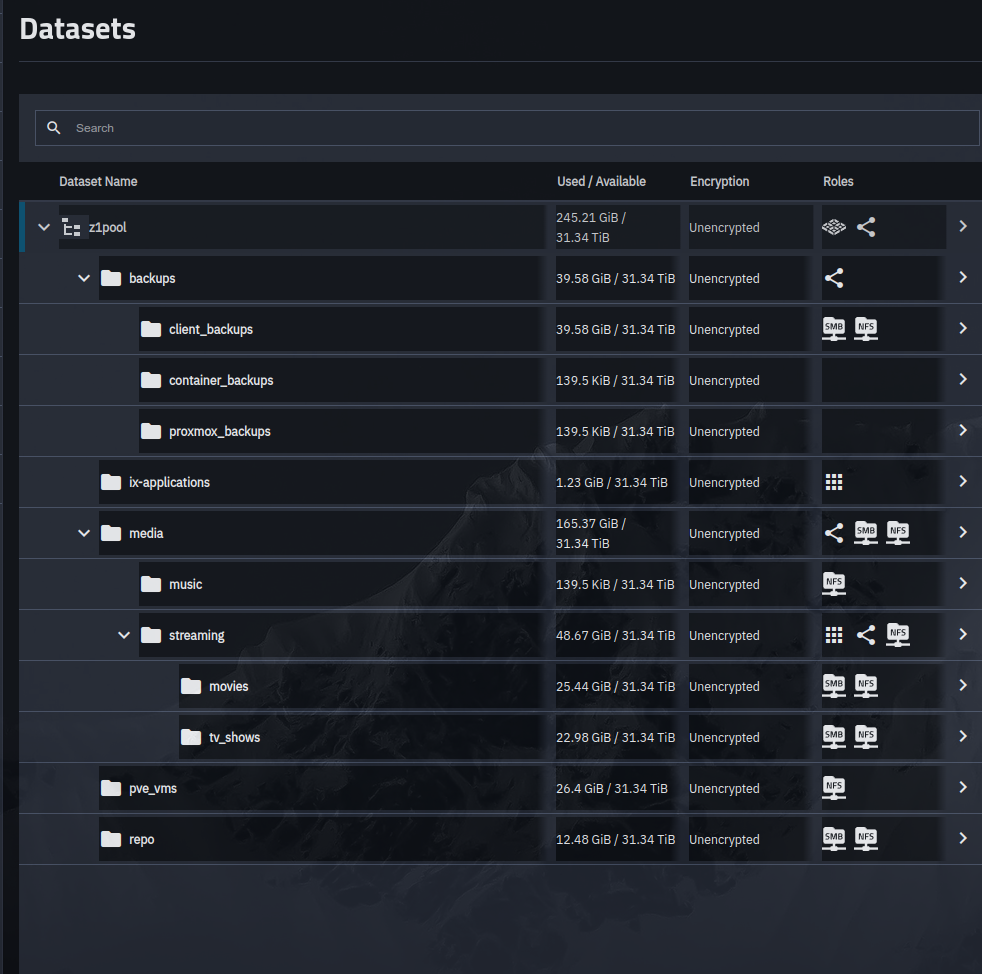 Datasets
Search
Dataset Name Used / Available Encryption Roles
z1pool 245.21 GiB / Unencrypted
31.34 TiB
backups 39.58 GiB / 31.34 TiB Unencrypted
client_backups 39.58 GiB / 31.34 TiB Unencrypted SMB NFS
container_backups 139.5 KiB / 31.34 TiB Unencrypted
proxmox_backups 139.5 KiB / 31.34 TiB Unencrypted
ix-applications 1.23 GiB / 31.34 TiB Unencrypted
media 165.37 GiB / Unencrypted SMB NFS
31.34 TiB
music 139.5 KiB / 31.34 TiB Unencrypted NFS
streaming 48.67 GiB / 31.34 TiB Unencrypted NFS
movies 25.44 GiB / 31.34 TiB Unencrypted SMB NFS
tv_shows 22.98 GiB / 31.34 TiB Unencrypted SMB NFS
pve_vms 26.4 GiB / 31.34 TiB Unencrypted NFS
repo 12.48 GiB / 31.34 TiB Unencrypted SMB NFS